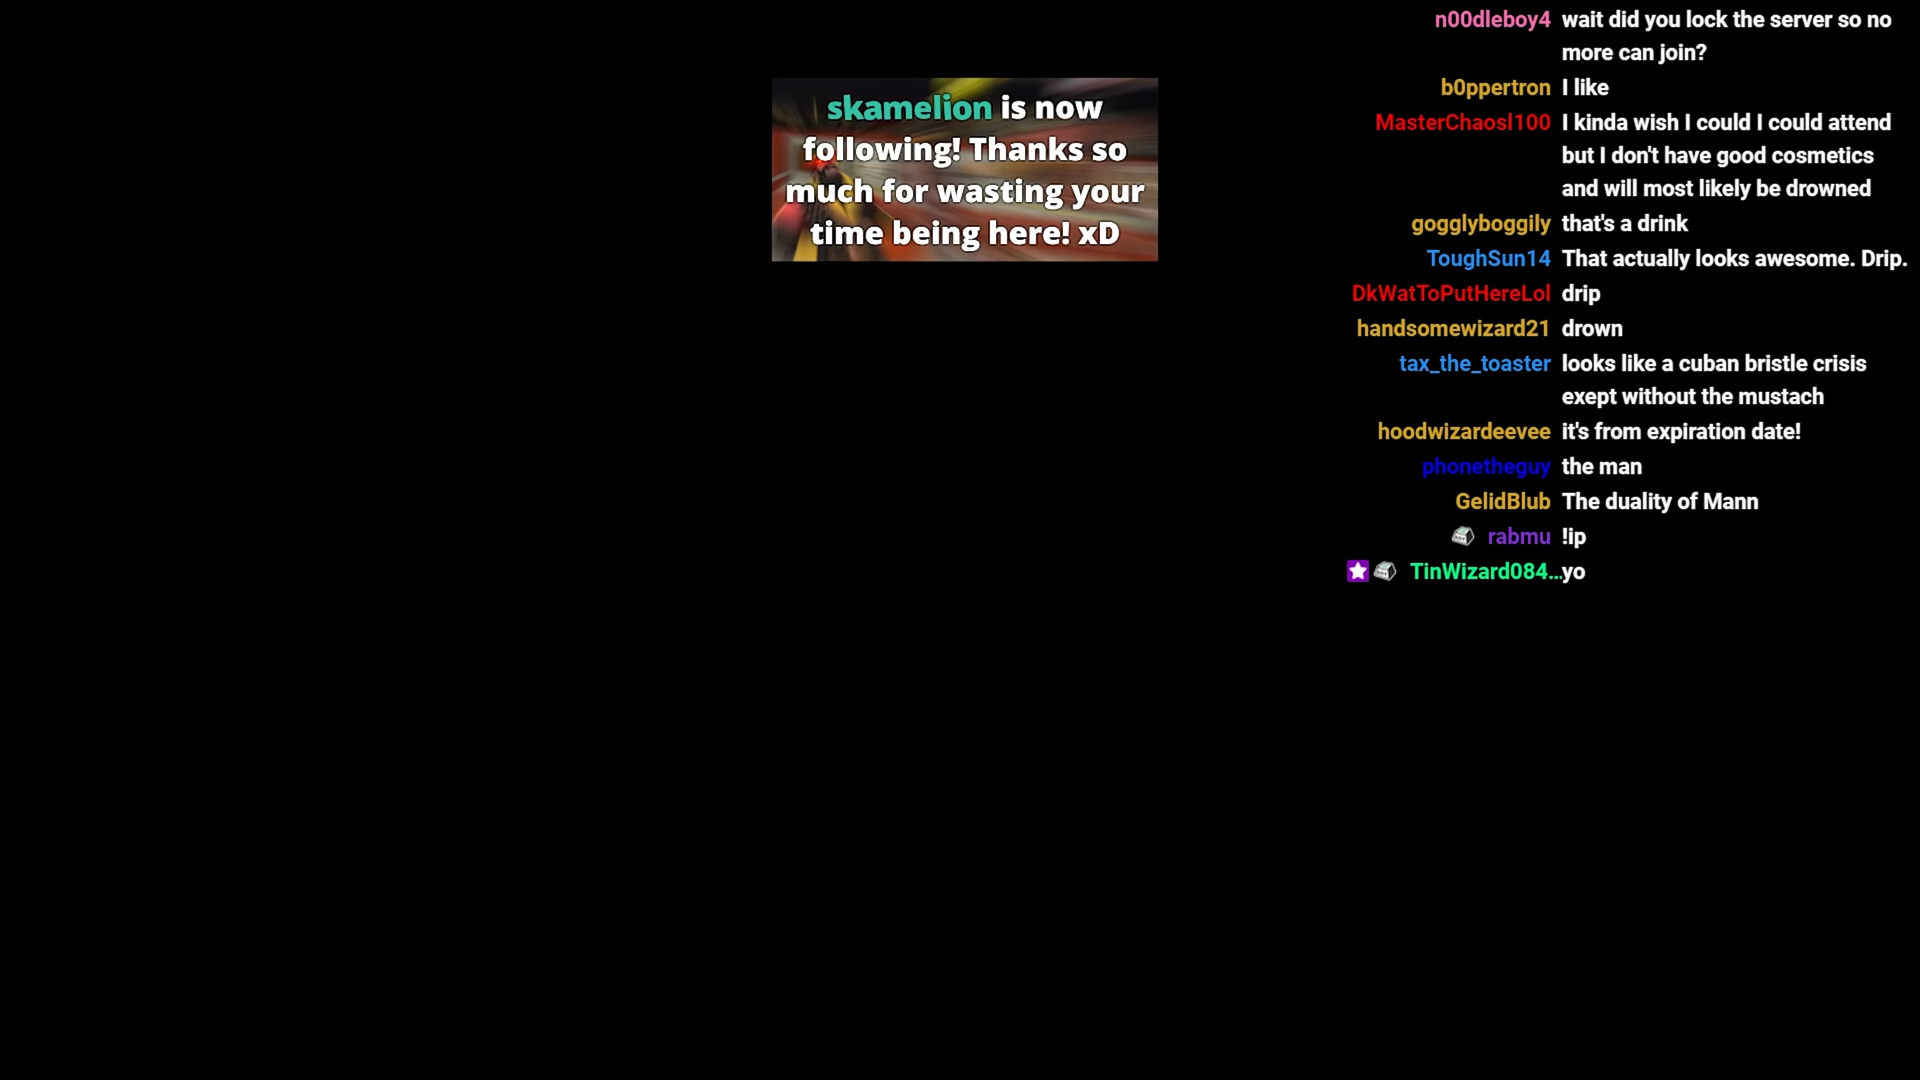 skamelion is now
following! Thanks so
much for wasting your
time being here! xD
n00dleboy4 wait did you lock the server so no
more can join?
b0ppertron I like
MasterChaosl100 I kinda wish I could I could attend
but I don't have good cosmetics
and will most likely be drowned
gogglyboggily that's a drink
ToughSun14 That actually looks awesome. Drip.
DkWatToPutHereLol drip
handsomewizard21 drown
tax_the_toaster looks like a cuban bristle crisis
exept without the mustach
hoodwizardeevee it's from expiration date!
phonetheguy the man
GelidBlub The duality of Mann
rabmu !ip
TinWizard084... yo